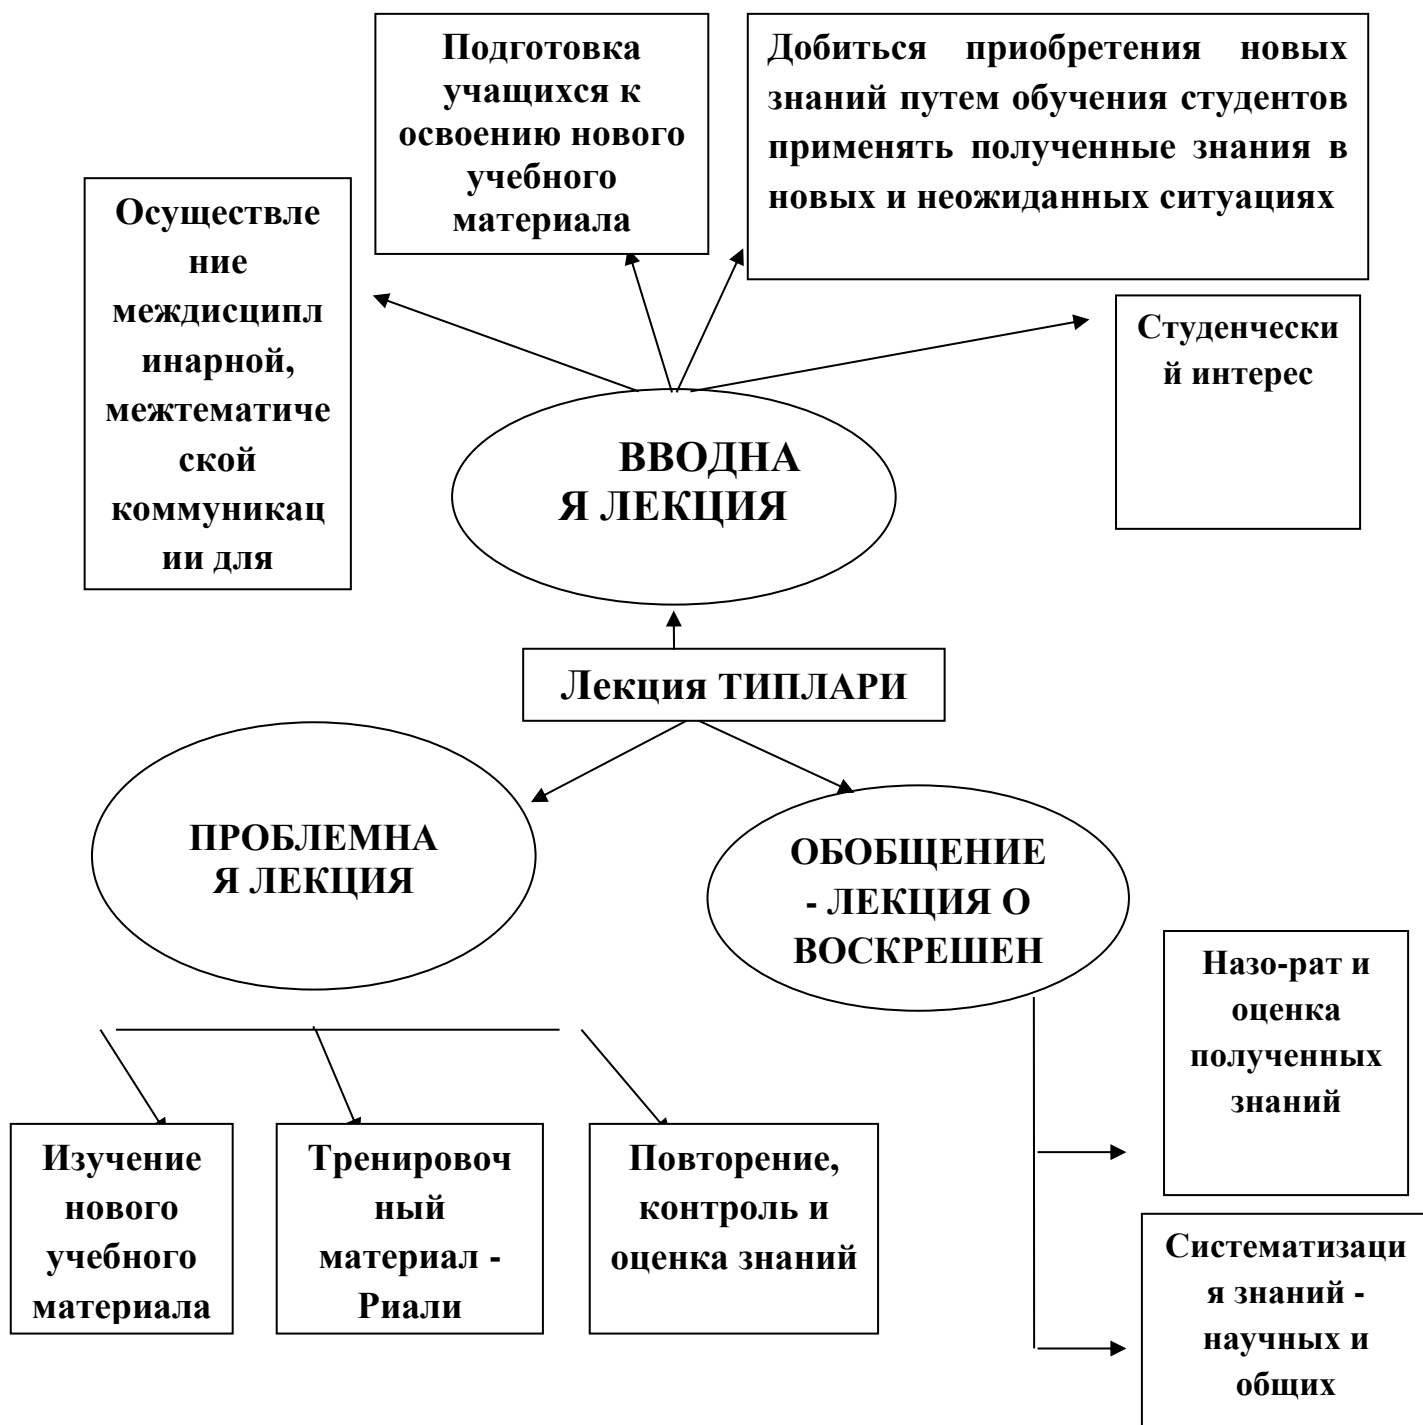 Подготовка
учащихся к
освоению нового
учебного
материала
Добиться приобретения новых
знаний путем обучения студентов
применять полученные знания в
новых и неожиданных ситуациях
Осуществле
ние
междисципл
инарной,
межтематиче
ской
коммуникац
ии для
Студенчески
й интерес
ВВОДНА
Я ЛЕКЦИЯ
Лекция ТИПЛАРИ
ПРОБЛЕМНА
Я ЛЕКЦИЯ
ОБОБЩЕНИЕ
- ЛЕКЦИЯ О
ВОСКРЕШЕН
Назо-рат и
оценка
полученных
знаний
Изучение
нового
учебного
материала
Тренировоч
ный
материал -
Риали
Повторение,
контроль и
оценка знаний
Систематизаци
я знаний -
научных и
общих